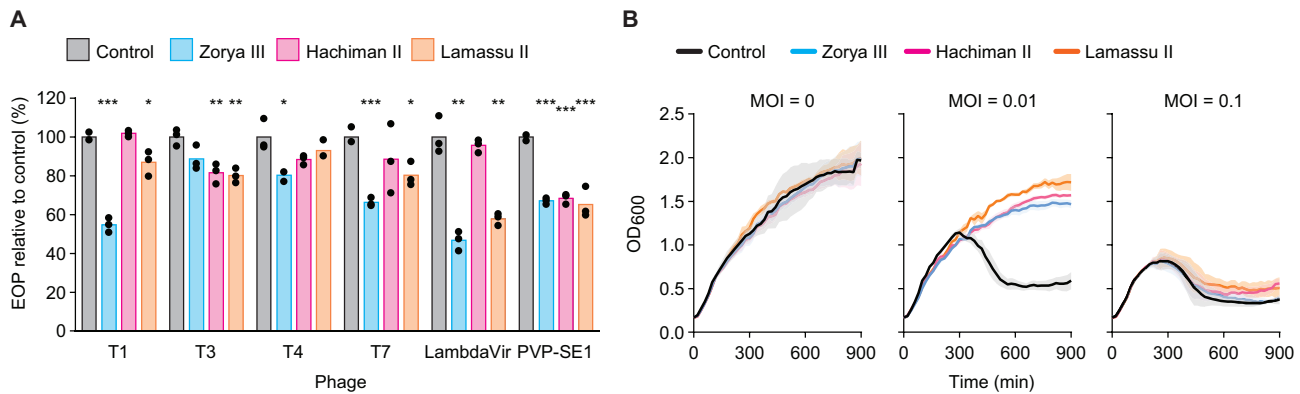 A
Control Zorya III Hachiman II Lamassu II
EOP relative to control (%)
120
100
80
60
40
20
0
*** * ** ** * *** * ** ** *** *** ***
T1 T3 T4 T7 LambdaVir PVP-SE1
Phage
B
Control Zorya III Hachiman II Lamassu II
MOI = 0 MOI = 0.01 MOI = 0.1
OD600
2.5
2.0
1.5
1.0
0.5
0.0
0 300 600 900 0 300 600 900 0 300 600 900
Time (min)